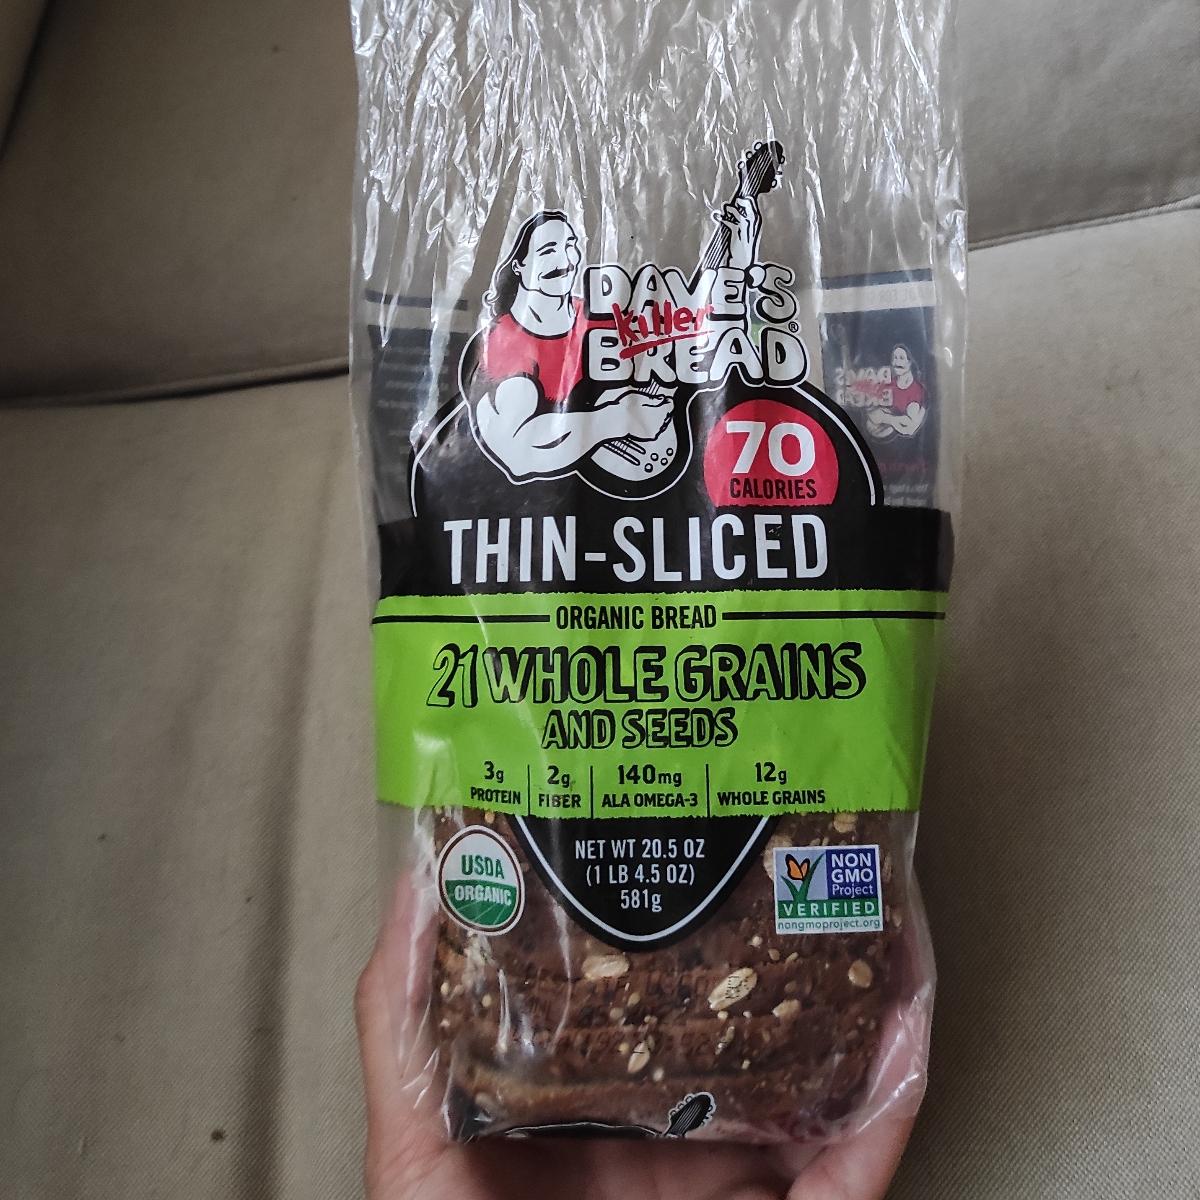 DAVE'S
Killer
BREAD®
70
CALORIES
THIN-SLICED
ORGANIC BREAD
21 WHOLE GRAINS
AND SEEDS
3g PROTEIN
2g FIBER
140mg ALA OMEGA-3
12g WHOLE GRAINS
NET WT 20.5 OZ
(1 LB 4.5 OZ)
581g
USDA
ORGANIC
NON
GMO
Project
VERIFIED
nongmoproject.org